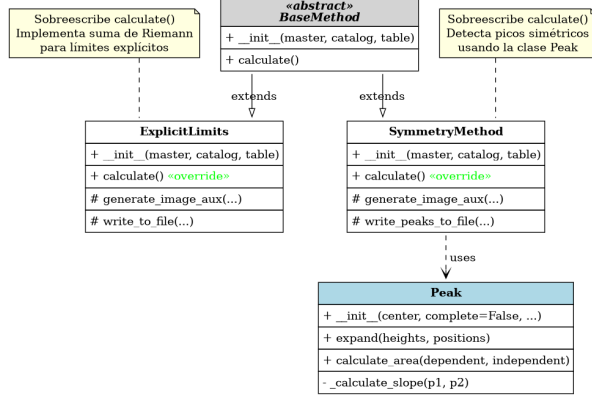 Sobreescribe calculate()
Implementa suma de Riemann
para límites explícitos
«abstract»
BaseMethod
+ __init__(master, catalog, table)
+ calculate()
Sobreescribe calculate()
Detecta picos simétricos
usando la clase Peak
extends
extends
ExplicitLimits
+ __init__(master, catalog, table)
+ calculate() «override»
# generate_image_aux(...)
# write_to_file(...)
SymmetryMethod
+ __init__(master, catalog, table)
+ calculate() «override»
# generate_image_aux(...)
# write_peaks_to_file(...)
uses
Peak
+ __init__(center, complete=False, ...)
+ expand(heights, positions)
+ calculate_area(dependent, independent)
- _calculate_slope(p1, p2)